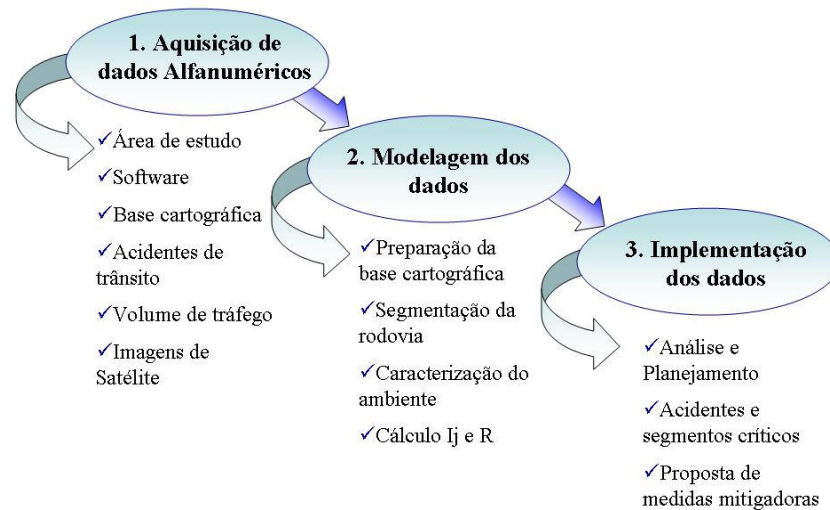 1. Aquisição de
dados Alfanuméricos
✓Área de estudo
✓Software
✓Base cartográfica
✓Acidentes de
trânsito
✓Volume de tráfego
✓Imagens de
Satélite
2. Modelagem dos
dados
✓Preparação da
base cartográfica
✓Segmentação da
rodovia
✓Caracterização do
ambiente
✓Cálculo Ij e R
3. Implementação
dos dados
✓Análise e
Planejamento
✓Acidentes e
segmentos críticos
✓Proposta de
medidas mitigadoras